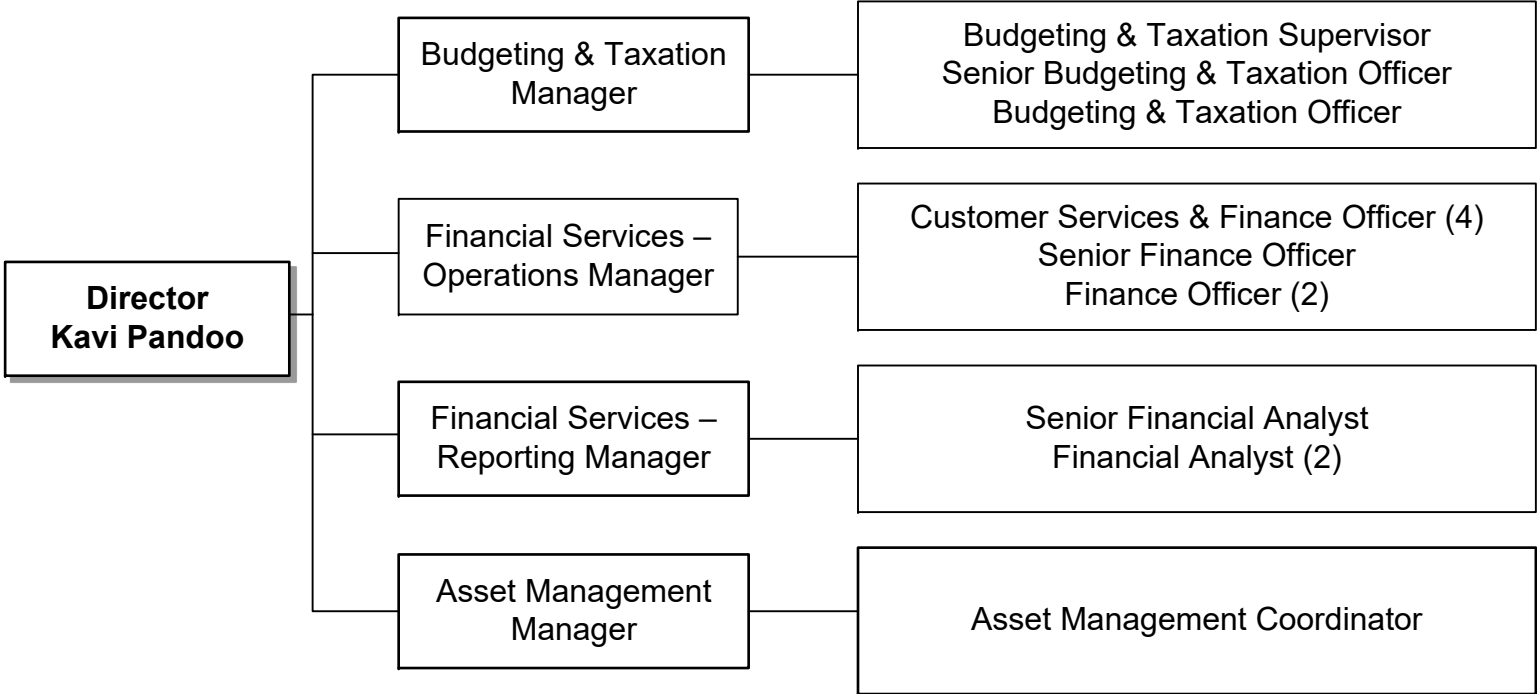 Director
Kavi Pandoo
Budgeting & Taxation
Manager
Budgeting & Taxation Supervisor
Senior Budgeting & Taxation Officer
Budgeting & Taxation Officer
Financial Services –
Operations Manager
Customer Services & Finance Officer (4)
Senior Finance Officer
Finance Officer (2)
Financial Services –
Reporting Manager
Senior Financial Analyst
Financial Analyst (2)
Asset Management
Manager
Asset Management Coordinator